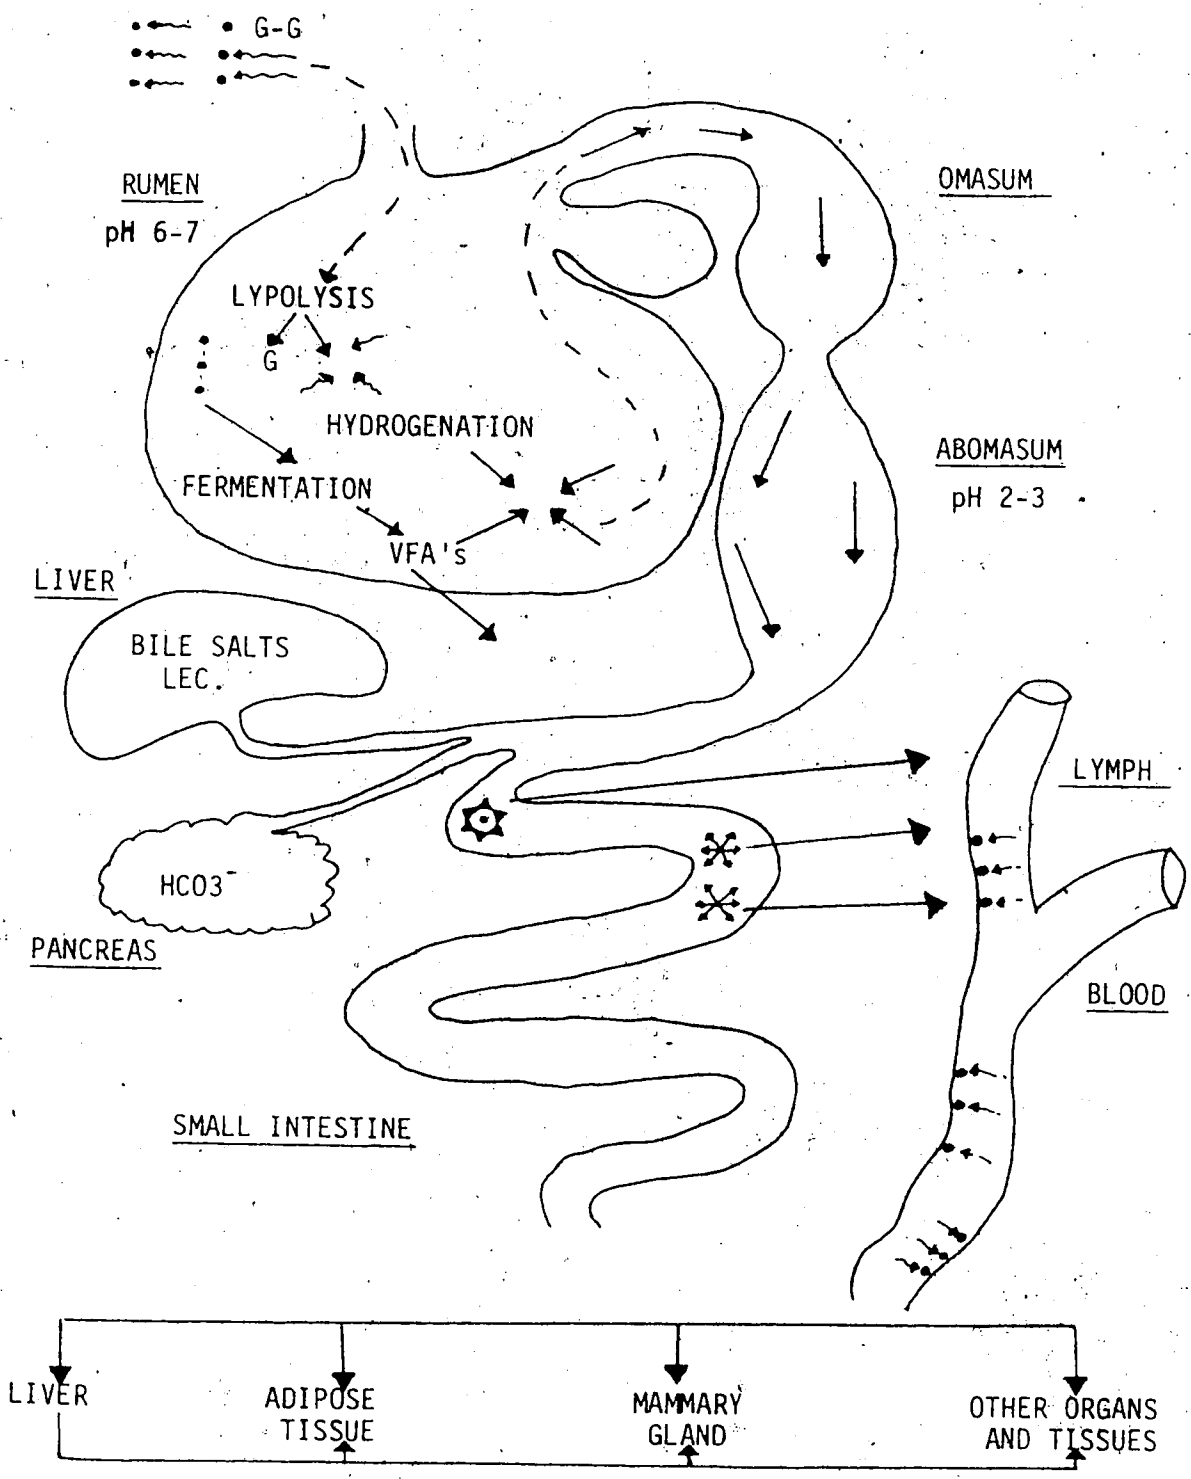 G-G
RUMEN
pH 6-7
OMASUM
LYPOLYSIS
G
HYDROGENATION
ABOMASUM
pH 2-3
FERMENTATION
VFA's
LIVER
BILE SALTS
LEC.
LYMPH
HCO3⁻
PANCREAS
BLOOD
SMALL INTESTINE
LIVER
ADIPOSE
TISSUE
MAMMARY
GLAND
OTHER ORGANS
AND TISSUES